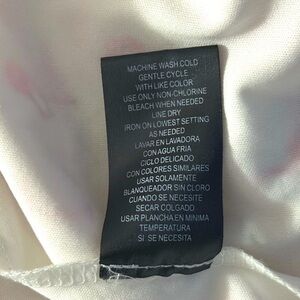 MACHINE WASH COLD
GENTLE CYCLE
WITH LIKE COLOR
USE ONLY NON-CHLORINE
BLEACH WHEN NEEDED
LINE DRY
IRON ON LOWEST SETTING
AS NEEDED
LAVAR EN LAVADORA
CON AGUA FRIA
CICLO DELICADO
CON COLORES SIMILARES
USAR SOLAMENTE
BLANQUEADOR SIN CLORO
CUANDO SE NECESITE
SECAR COLGADO
USAR PLANCHA EN MINIMA
TEMPERATURA
SI SE NECESITA